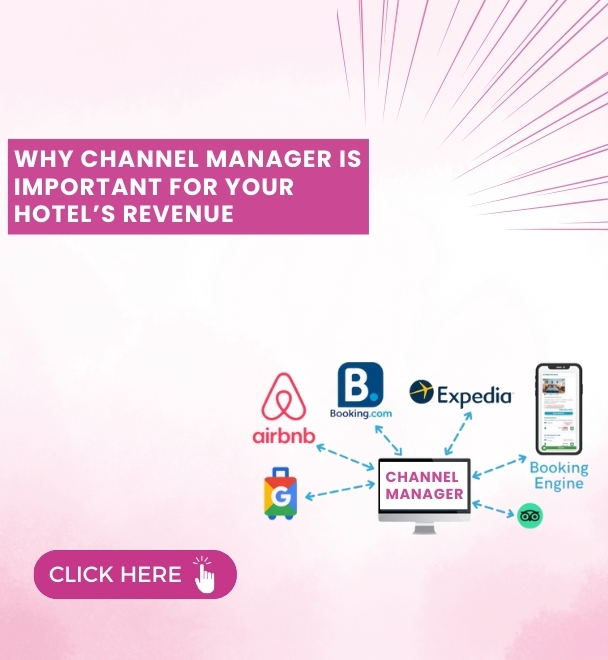 WHY CHANNEL MANAGER IS
IMPORTANT FOR YOUR
HOTEL’S REVENUE
B.
Booking.com
Expedia
airbnb
G
CHANNEL
MANAGER
Booking
Engine
CLICK HERE